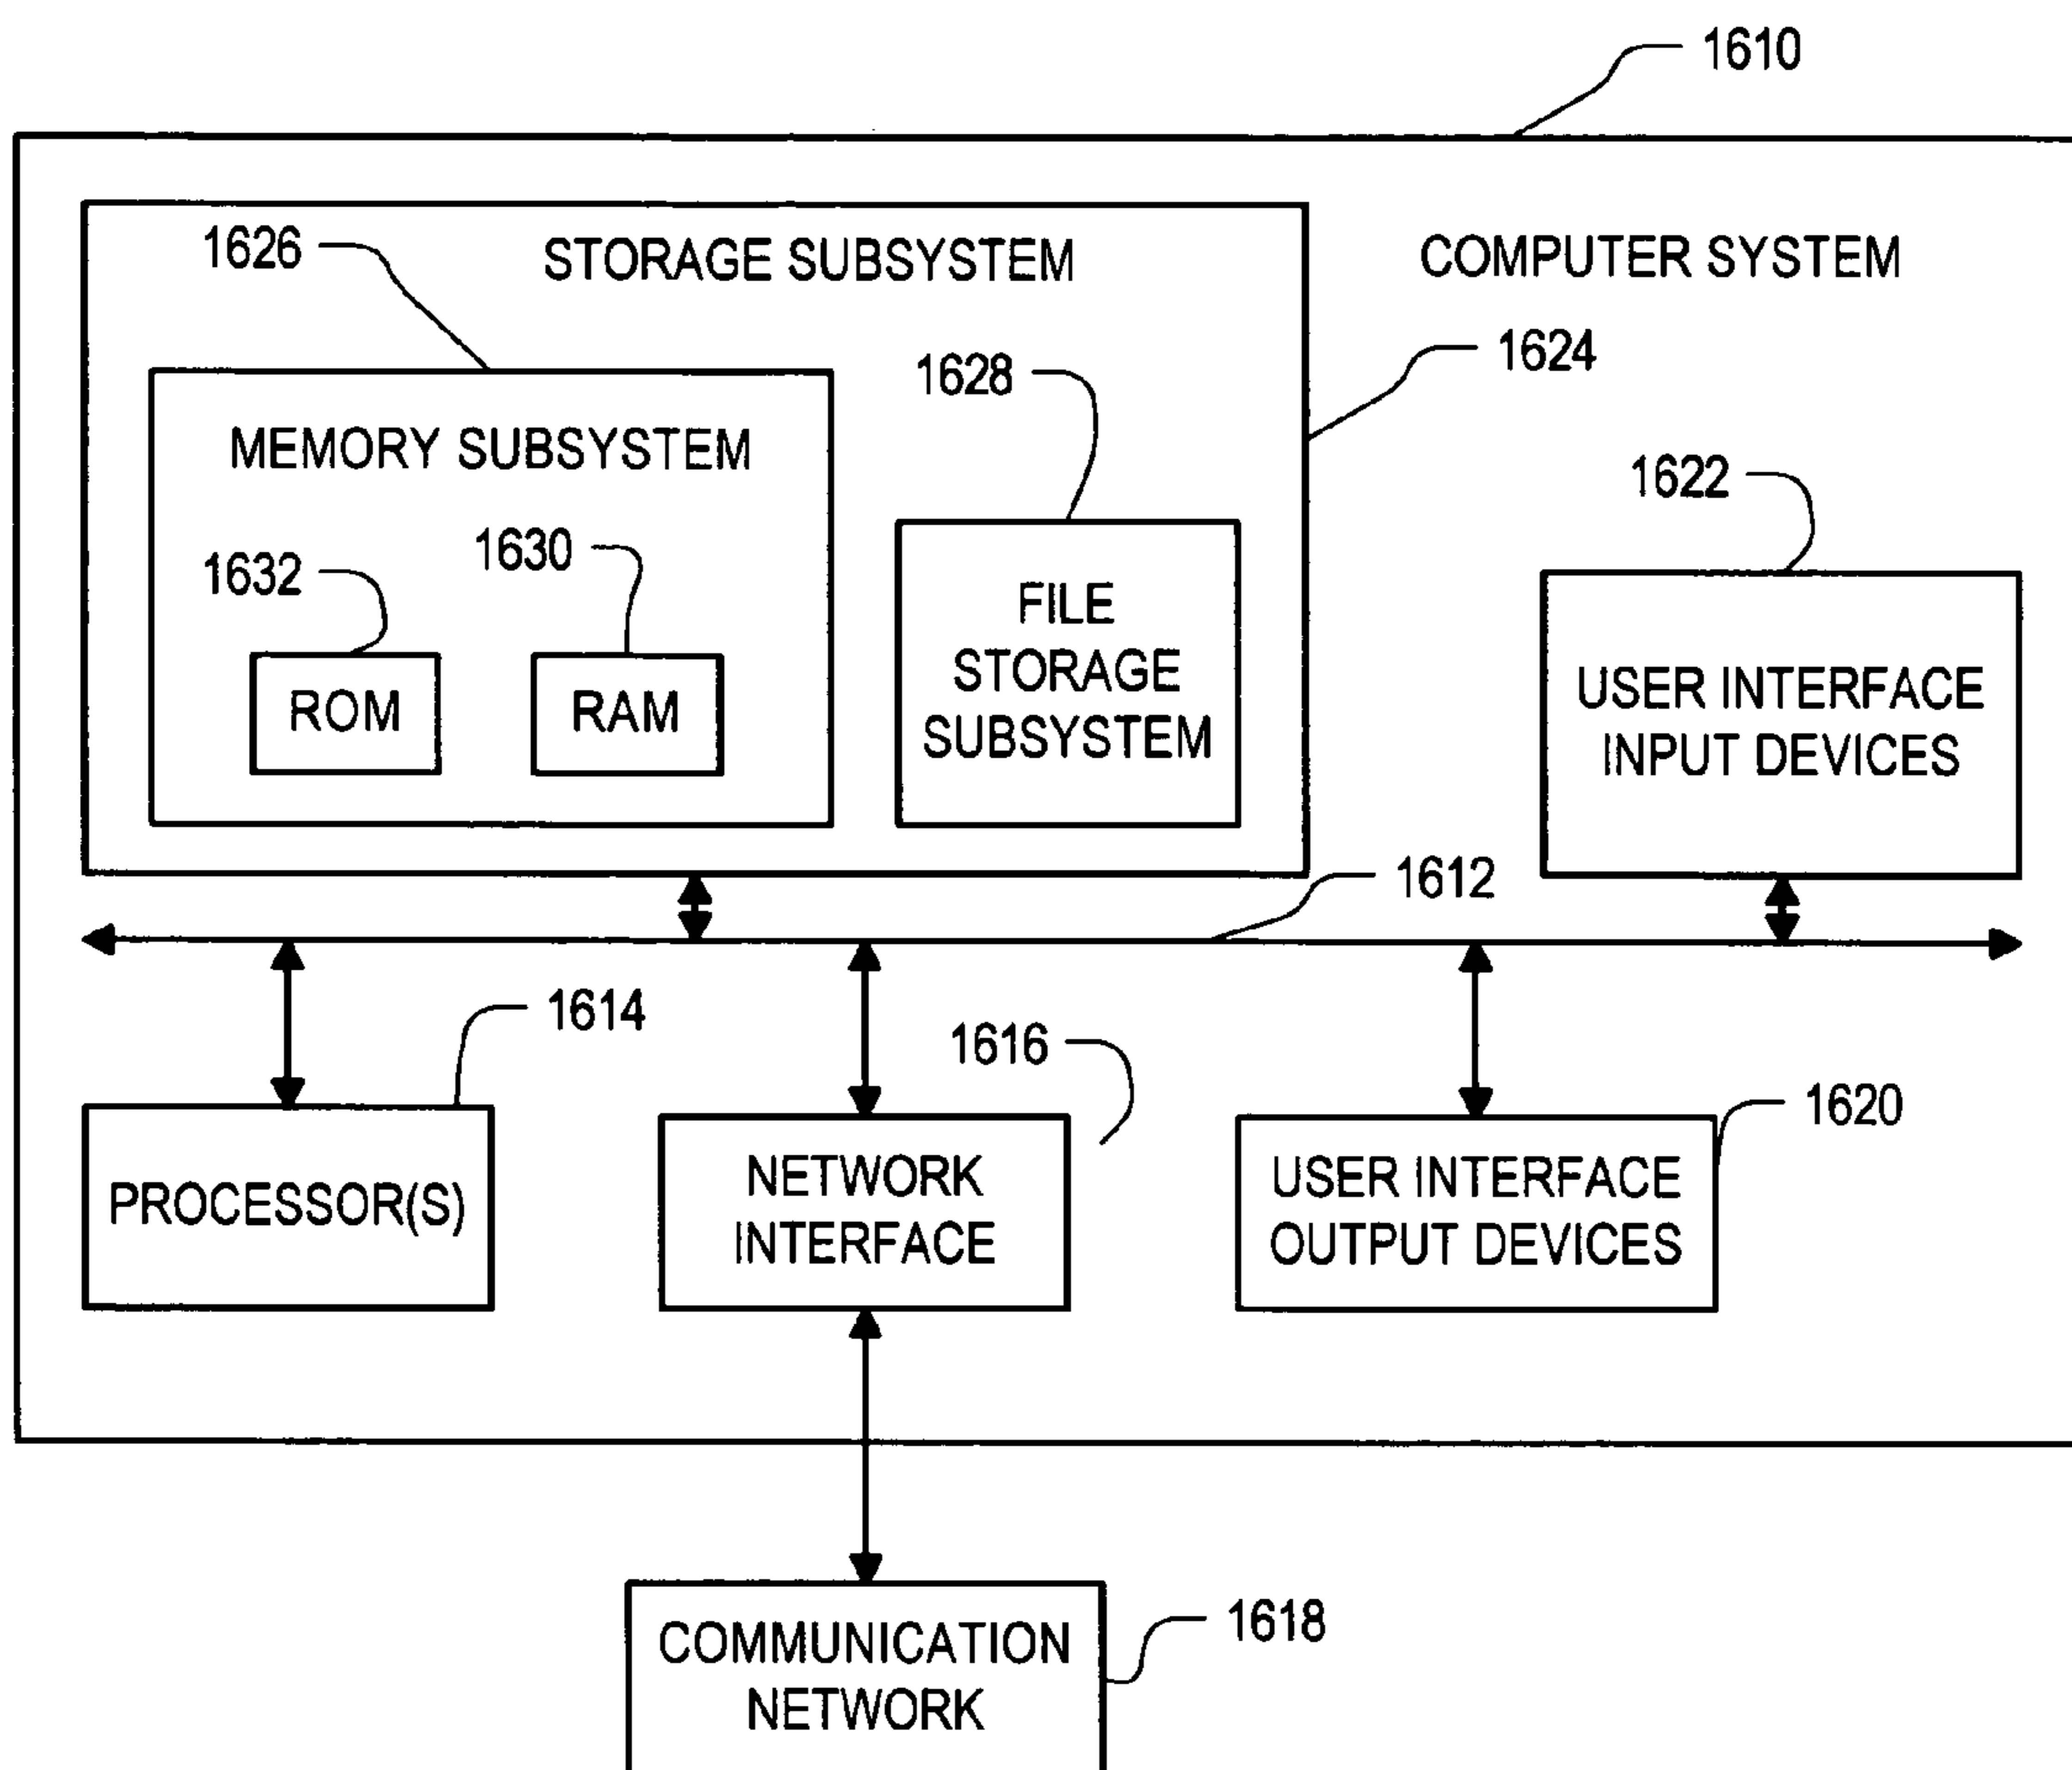 1610
1626
STORAGE SUBSYSTEM
COMPUTER SYSTEM
1624
1628
MEMORY SUBSYSTEM
1622
1630
1632
FILE
STORAGE
SUBSYSTEM
ROM
RAM
USER INTERFACE
INPUT DEVICES
1612
1614
1616
1620
PROCESSOR(S)
NETWORK
INTERFACE
USER INTERFACE
OUTPUT DEVICES
1618
COMMUNICATION
NETWORK